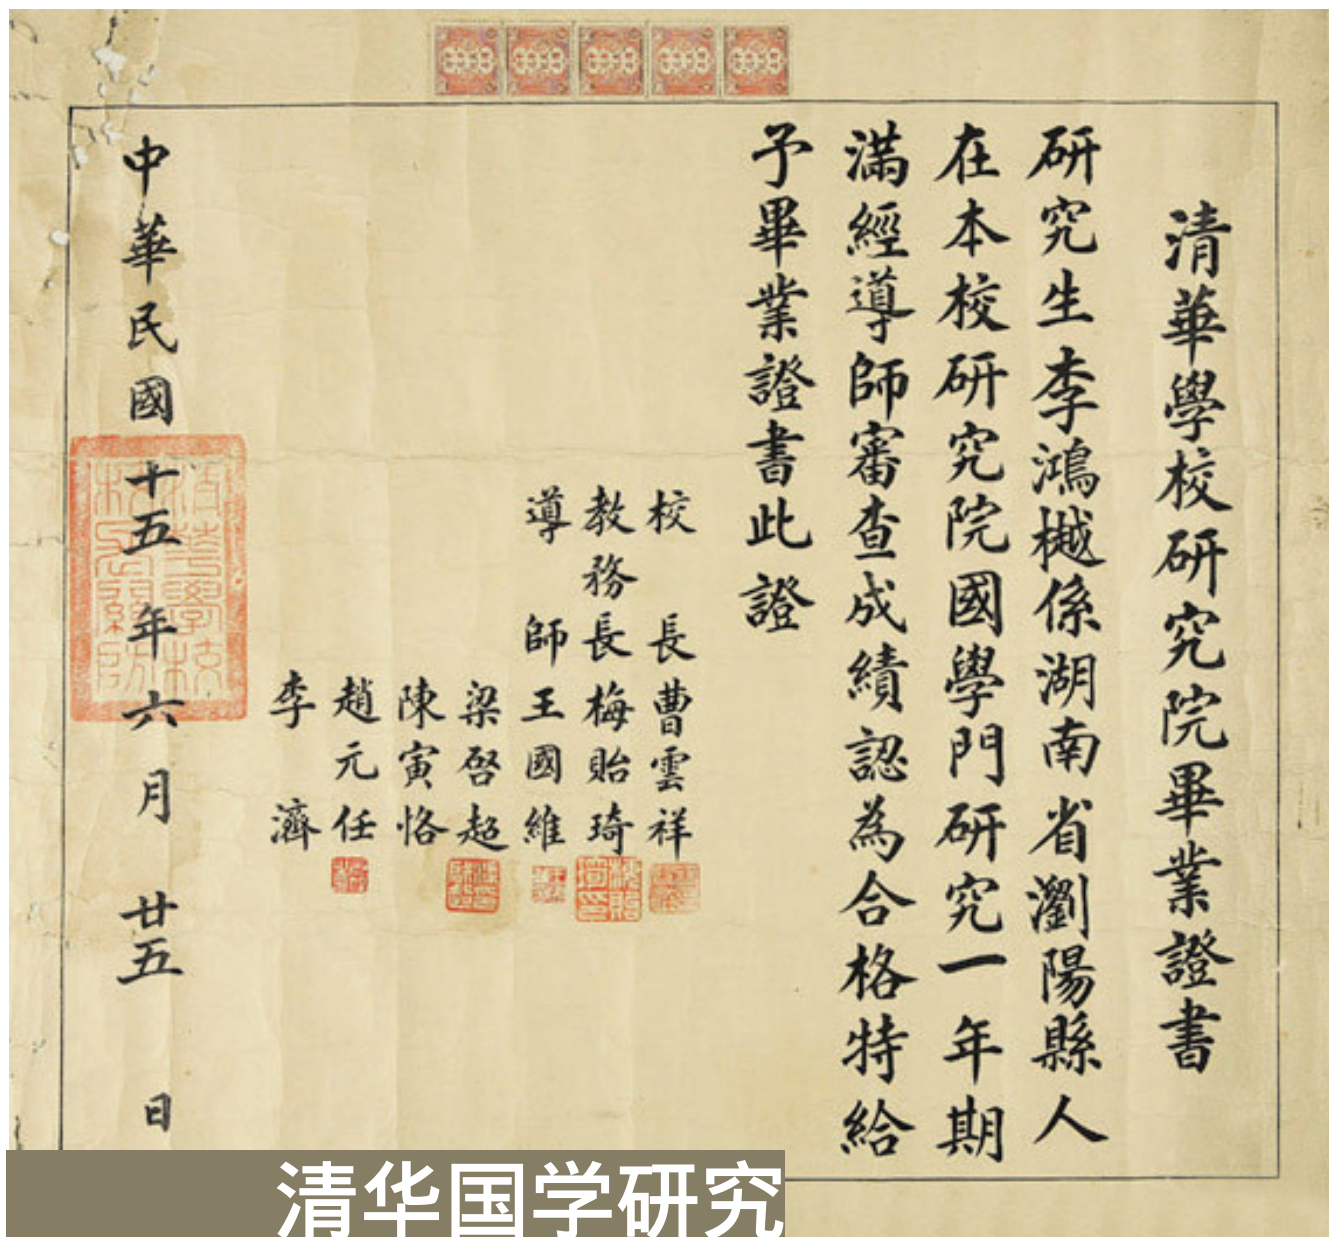 清華學校研究院畢業證書
研究生李鴻樾係湖南省瀏陽縣人
在本校研究院國學門研究一年期
滿經導師審查成績認為合格特給
予畢業證書此證
校長曹雲祥
教務長梅貽琦
導師王國維
梁啓超
陳寅恪
趙元任
李濟
中華民國十五年六月廿五日
清华国学研究